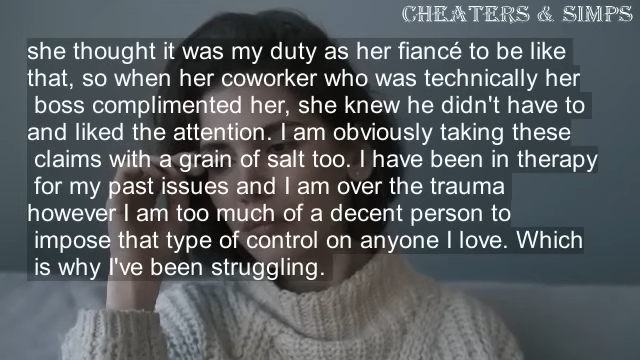 CHEATERS & SIMPS
she thought it was my duty as her fiancé to be like
that, so when her coworker who was technically her
boss complimented her, she knew he didn't have to
and liked the attention. I am obviously taking these
claims with a grain of salt too. I have been in therapy
for my past issues and I am over the trauma
however I am too much of a decent person to
impose that type of control on anyone I love. Which
is why I've been struggling.